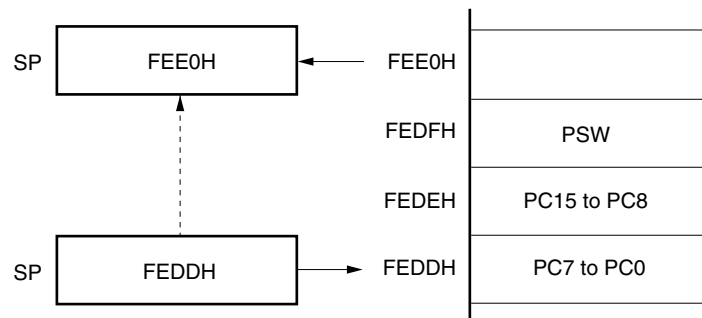 SP FEE0H FEE0H
FEDFH PSW
FEDEH PC15 to PC8
SP FEDDH FEDDH PC7 to PC0